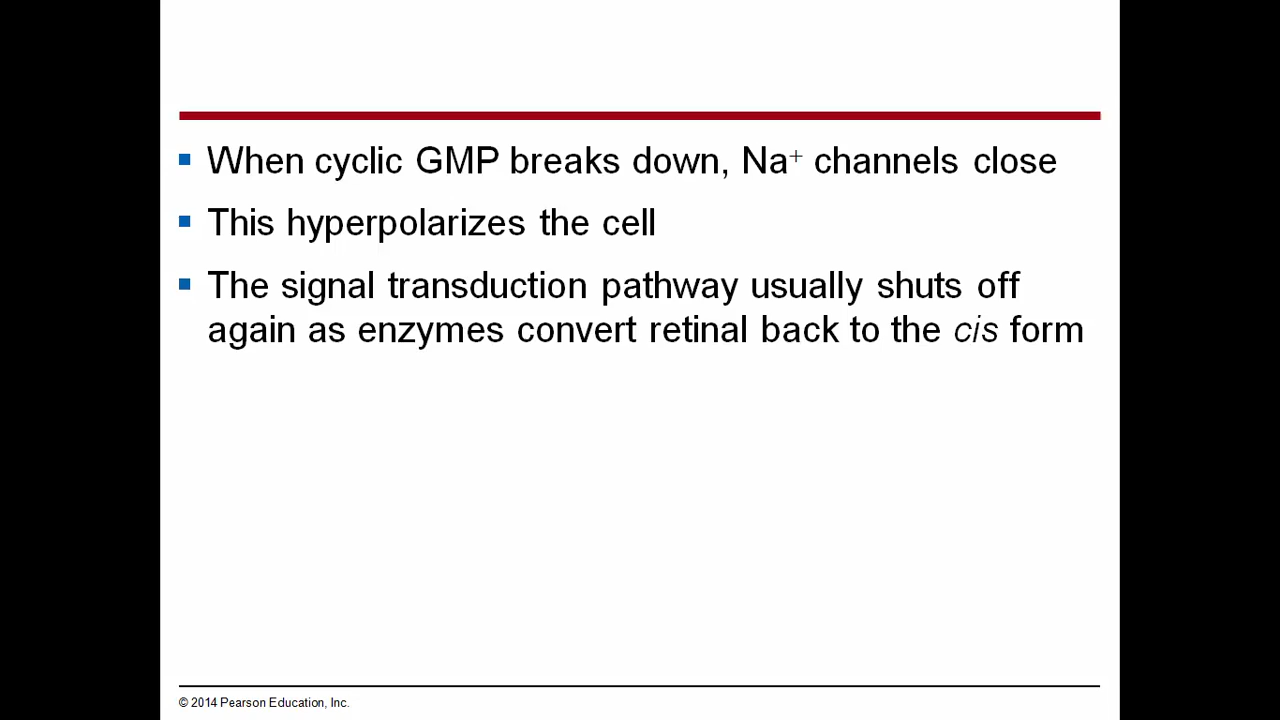 When cyclic GMP breaks down, Na⁺ channels close
This hyperpolarizes the cell
The signal transduction pathway usually shuts off
again as enzymes convert retinal back to the cis form
© 2014 Pearson Education, Inc.